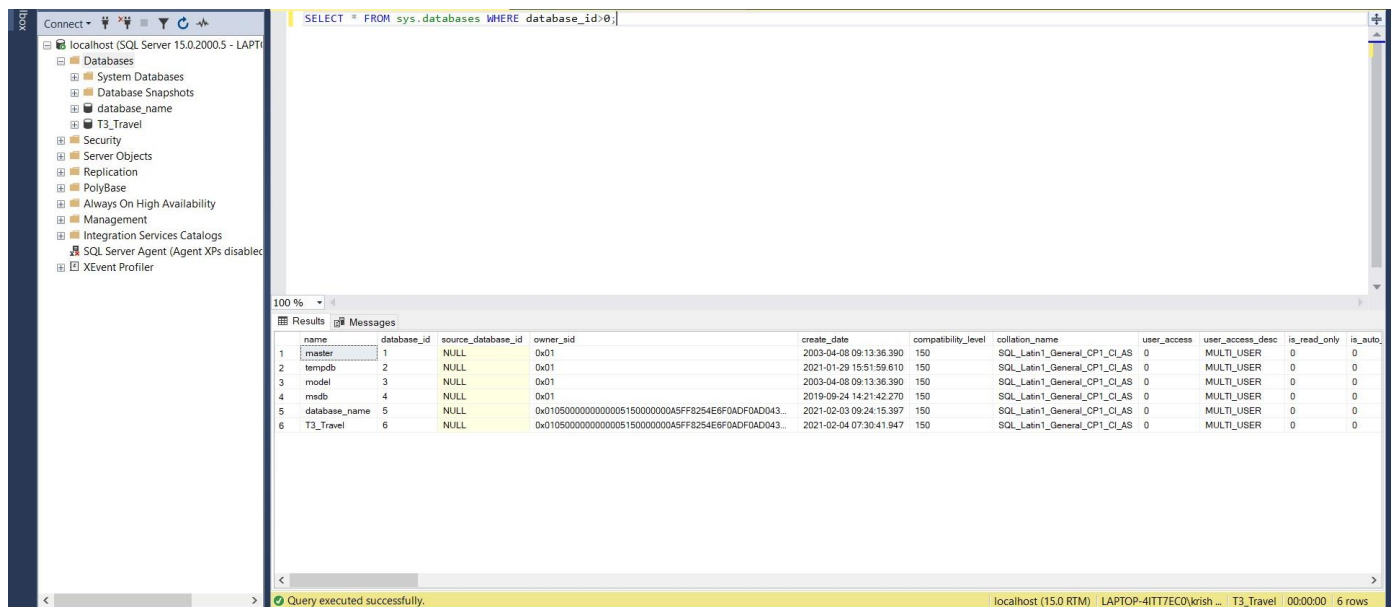 lbox
Connect
localhost (SQL Server 15.0.2000.5 - LAPT
Databases
System Databases
Database Snapshots
database_name
T3_Travel
Security
Server Objects
Replication
PolyBase
Always On High Availability
Management
Integration Services Catalogs
SQL Server Agent (Agent XPs disabled
XEvent Profiler
SELECT * FROM sys.databases WHERE database_id>0;
100 %
Results Messages
name database_id source_database_id owner_sid create_date compatibility_level collation_name user_access user_access_desc is_read_only is_auto_
1 master 1 NULL 0x01 2003-04-08 09:13:36.390 150 SQL_Latin1_General_CP1_CI_AS 0 MULTI_USER 0 0
2 tempdb 2 NULL 0x01 2021-01-29 15:51:59.610 150 SQL_Latin1_General_CP1_CI_AS 0 MULTI_USER 0 0
3 model 3 NULL 0x01 2003-04-08 09:13:36.390 150 SQL_Latin1_General_CP1_CI_AS 0 MULTI_USER 0 0
4 msdb 4 NULL 0x01 2019-09-24 14:21:42.270 150 SQL_Latin1_General_CP1_CI_AS 0 MULTI_USER 0 0
5 database_name 5 NULL 2021-02-03 09:24:15.397 150 SQL_Latin1_General_CP1_CI_AS 0 MULTI_USER 0 0
6 T3_Travel 6 NULL 2021-02-04 07:30:41.947 150 SQL_Latin1_General_CP1_CI_AS 0 MULTI_USER 0 0
Query executed successfully. localhost (15.0 RTM) LAPTOP-4ITT7EC0\krish ... T3_Travel 00:00:00 6 rows